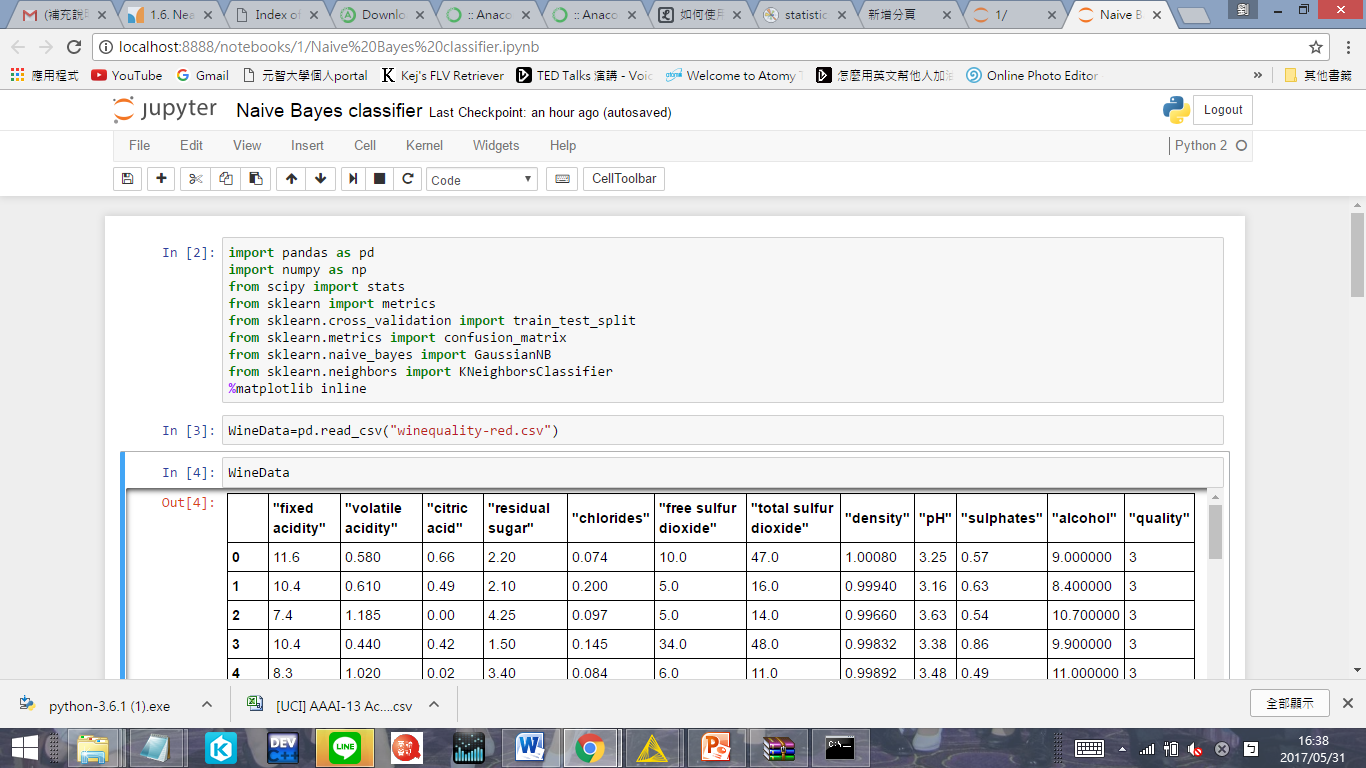 (補充說明
1.6. Nea
Index of
Downlo
:: Anaco
:: Anaco
如何使用
statistic
新增分頁
1/
Naive B
劉
localhost:8888/notebooks/1/Naive%20Bayes%20classifier.ipynb
應用程式 YouTube Gmail 元智大學個人portal Kej's FLV Retriever TED Talks 演講 - Voic Welcome to Atomy 怎麼用英文幫他人加油 Online Photo Editor » 其他書籤
jupyter Naive Bayes classifier Last Checkpoint: an hour ago (autosaved) Logout
File Edit View Insert Cell Kernel Widgets Help Python 2
Code CellToolbar
In [2]: import pandas as pd
import numpy as np
from scipy import stats
from sklearn import metrics
from sklearn.cross_validation import train_test_split
from sklearn.metrics import confusion_matrix
from sklearn.naive_bayes import GaussianNB
from sklearn.neighbors import KNeighborsClassifier
%matplotlib inline
In [3]: WineData=pd.read_csv("winequality-red.csv")
In [4]: WineData
Out[4]:
"fixed acidity" "volatile acidity" "citric acid" "residual sugar" "chlorides" "free sulfur dioxide" "total sulfur dioxide" "density" "pH" "sulphates" "alcohol" "quality"
0 11.6 0.580 0.66 2.20 0.074 10.0 47.0 1.00080 3.25 0.57 9.000000 3
1 10.4 0.610 0.49 2.10 0.200 5.0 16.0 0.99940 3.16 0.63 8.400000 3
2 7.4 1.185 0.00 4.25 0.097 5.0 14.0 0.99660 3.63 0.54 10.700000 3
3 10.4 0.440 0.42 1.50 0.145 34.0 48.0 0.99832 3.38 0.86 9.900000 3
4 8.3 1.020 0.02 3.40 0.084 6.0 11.0 0.99892 3.48 0.49 11.000000 3
python-3.6.1 (1).exe [UCI] AAAI-13 Ac....csv 全部顯示
DEV C++ LINE
16:38
2017/05/31